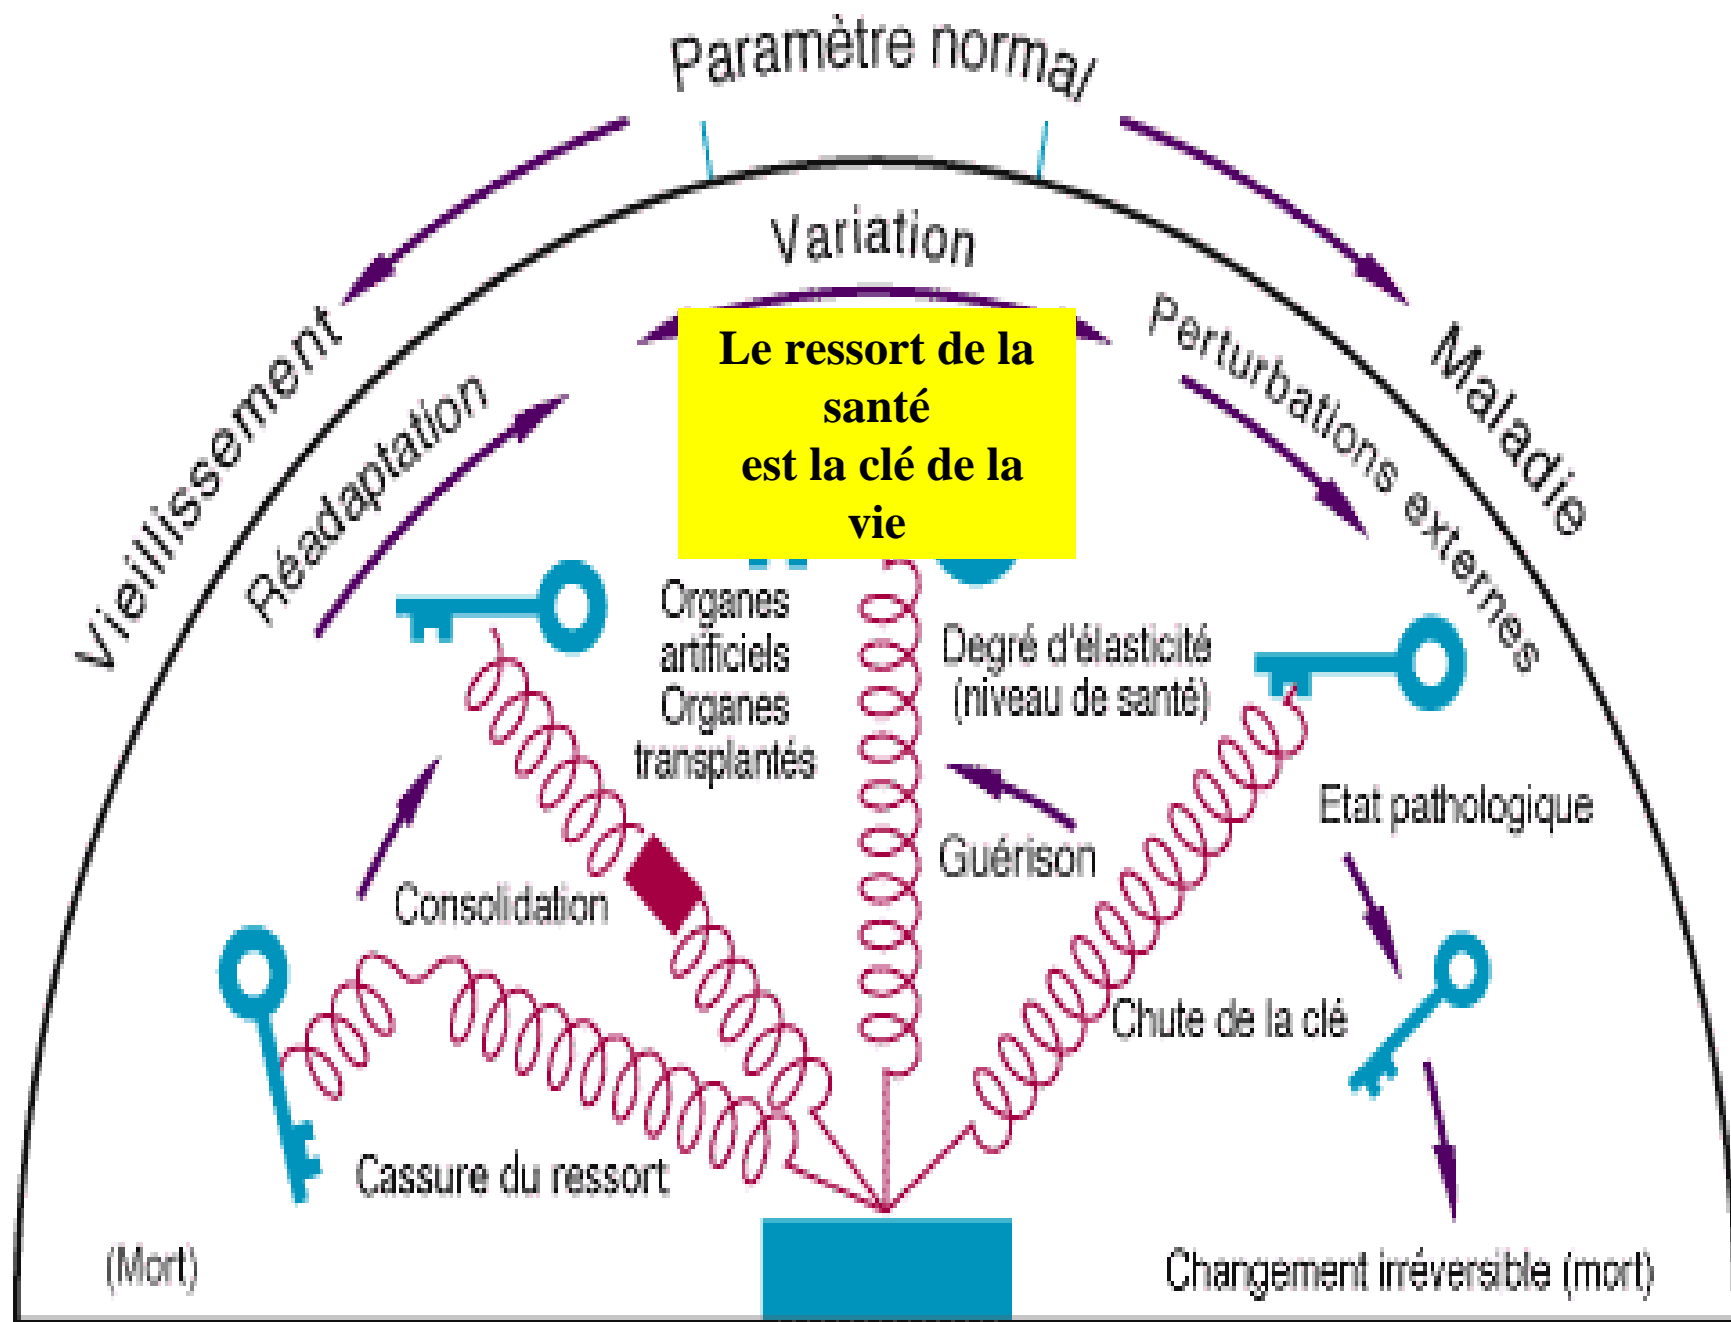 Paramètre normal
Variation
Vieillissement
Réadaptation
Perturbations externes
Maladie
Le ressort de la
santé
est la clé de la
vie
Organes
artificiels
Organes
transplantés
Degré d'élasticité
(niveau de santé)
Etat pathologique
Guérison
Consolidation
Chute de la clé
Cassure du ressort
(Mort)
Changement irréversible (mort)